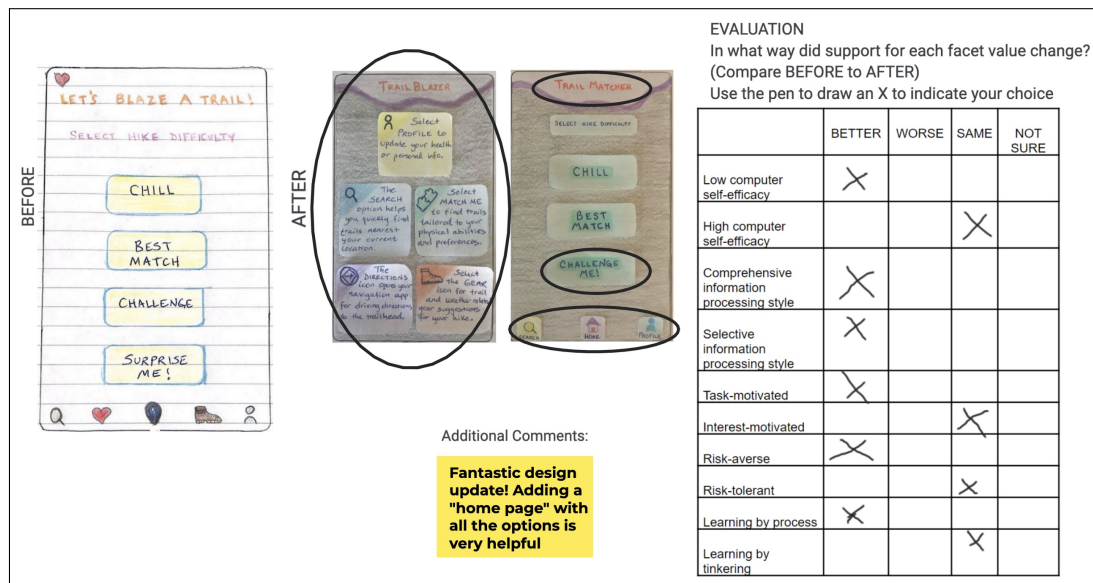 BEFORE
LET'S BLAZE A TRAIL!
SELECT HIKE DIFFICULTY
CHILL
BEST
MATCH
CHALLENGE
SURPRISE
ME!
AFTER
TRAIL BLAZER
Select
PROFILE to
update your health
or personal info.
The
SEARCH
option helps
you quickly find
trails nearest
your current
location.
Select
MATCH ME
to find trails
tailored to your
physical abilities
and preferences.
The
DIRECTIONS
icon opens your
navigation app
for driving directions
to the trailhead.
Select
the GEAR
icon for trail
and weather related
gear suggestions
for your hike.
TRAIL MATCHER
SELECT HIKE DIFFICULTY
CHILL
BEST
MATCH
CHALLENGE
ME!
SEARCH
HOME
PROFILE
Additional Comments:
Fantastic design
update! Adding a
"home page" with
all the options is
very helpful
EVALUATION
In what way did support for each facet value change?
(Compare BEFORE to AFTER)
Use the pen to draw an X to indicate your choice
BETTER WORSE SAME NOT
SURE
Low computer
self-efficacy
High computer
self-efficacy
Comprehensive
information
processing style
Selective
information
processing style
Task-motivated
Interest-motivated
Risk-averse
Risk-tolerant
Learning by process
Learning by
tinkering